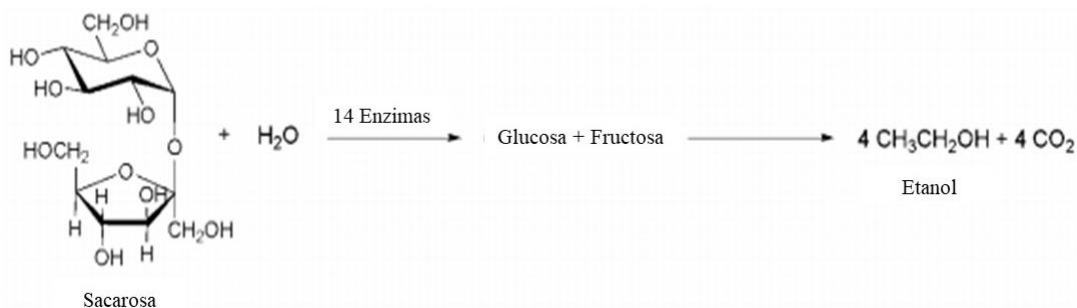 CH₂OH
HO
O
HO
HO
O
HOCH₂
O
H
OH
H
H
CH₂OH
OH
Sacarosa
+ H₂O
14 Enzimas
Glucosa + Fructosa
4 CH₃CH₂OH + 4 CO₂
Etanol